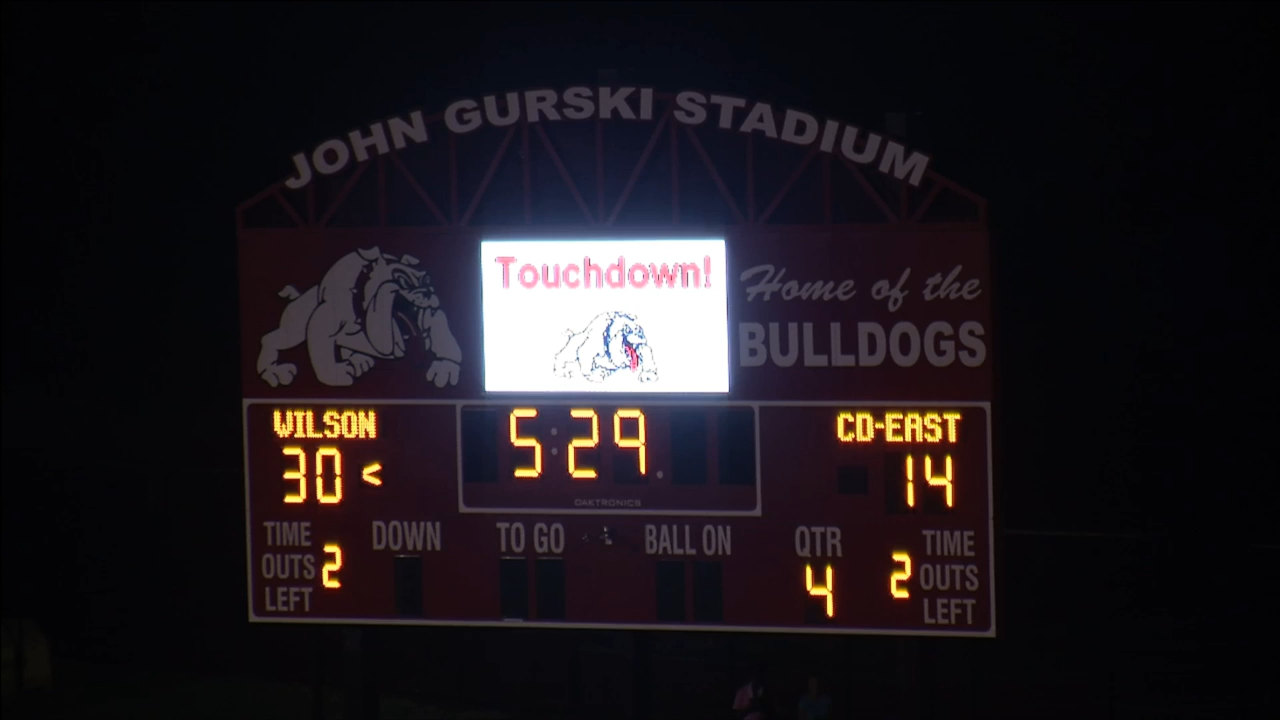 JOHN GURSKI STADIUM
Touchdown!
Home of the
BULLDOGS
WILSON
5:29
CD-EAST
30 <
14
DAKTRONICS
TIME
OUTS
LEFT
2
DOWN
TO GO
BALL ON
QTR
4
2
TIME
OUTS
LEFT